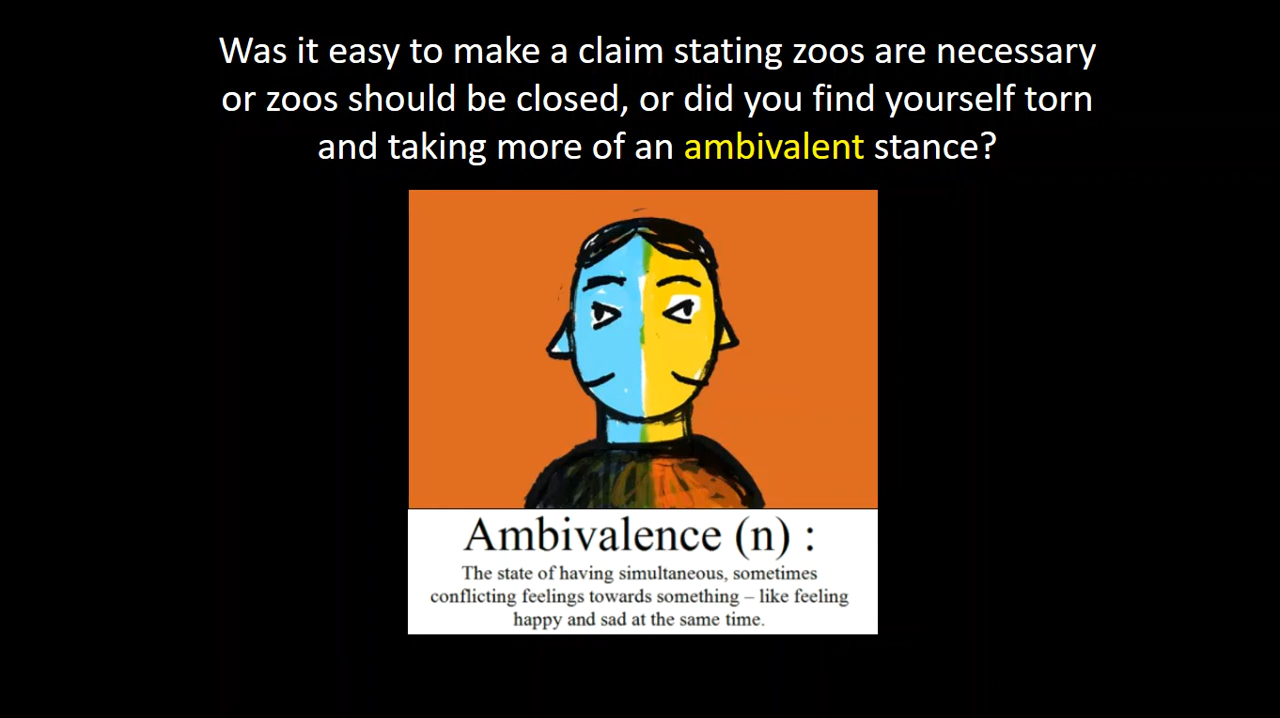 Was it easy to make a claim stating zoos are necessary
or zoos should be closed, or did you find yourself torn
and taking more of an ambivalent stance?
Ambivalence (n) :
The state of having simultaneous, sometimes
conflicting feelings towards something – like feeling
happy and sad at the same time.